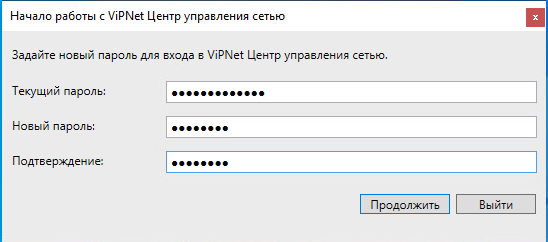 Начало работы с ViPNet Центр управления сетью
x
Задайте новый пароль для входа в ViPNet Центр управления сетью.
Текущий пароль: ●●●●●●●●●●●●●
Новый пароль: ●●●●●●●●
Подтверждение: ●●●●●●●●
Продолжить Выйти